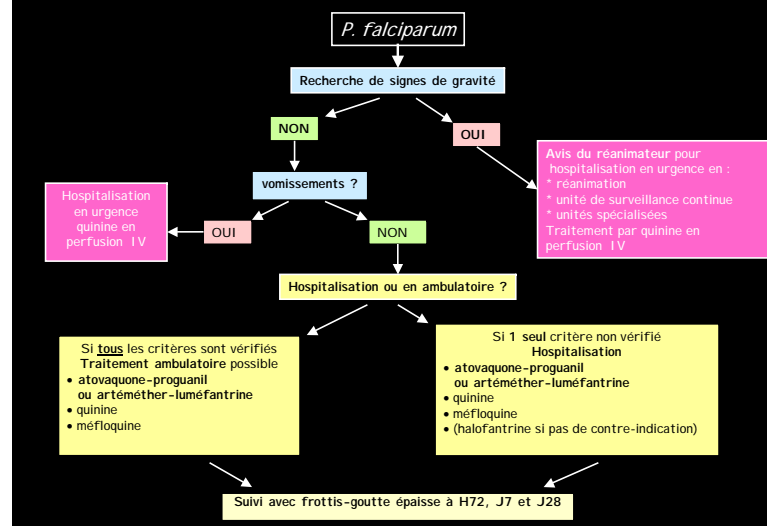 P. falciparum
Recherche de signes de gravité
NON
OUI
Avis du réanimateur pour
hospitalisation en urgence en :
* réanimation
* unité de surveillance continue
* unités spécialisées
Traitement par quinine en
perfusion IV
vomissements ?
Hospitalisation
en urgence
quinine en
perfusion IV
OUI
NON
Hospitalisation ou en ambulatoire ?
Si tous les critères sont vérifiés
Traitement ambulatoire possible
• atovaquone-proguanil
ou artéméther-luméfantrine
• quinine
• méfloquine
Si 1 seul critère non vérifié
Hospitalisation
• atovaquone-proguanil
ou artéméther-luméfantrine
• quinine
• méfloquine
• (halofantrine si pas de contre-indication)
Suivi avec frottis-goutte épaisse à H72, J7 et J28